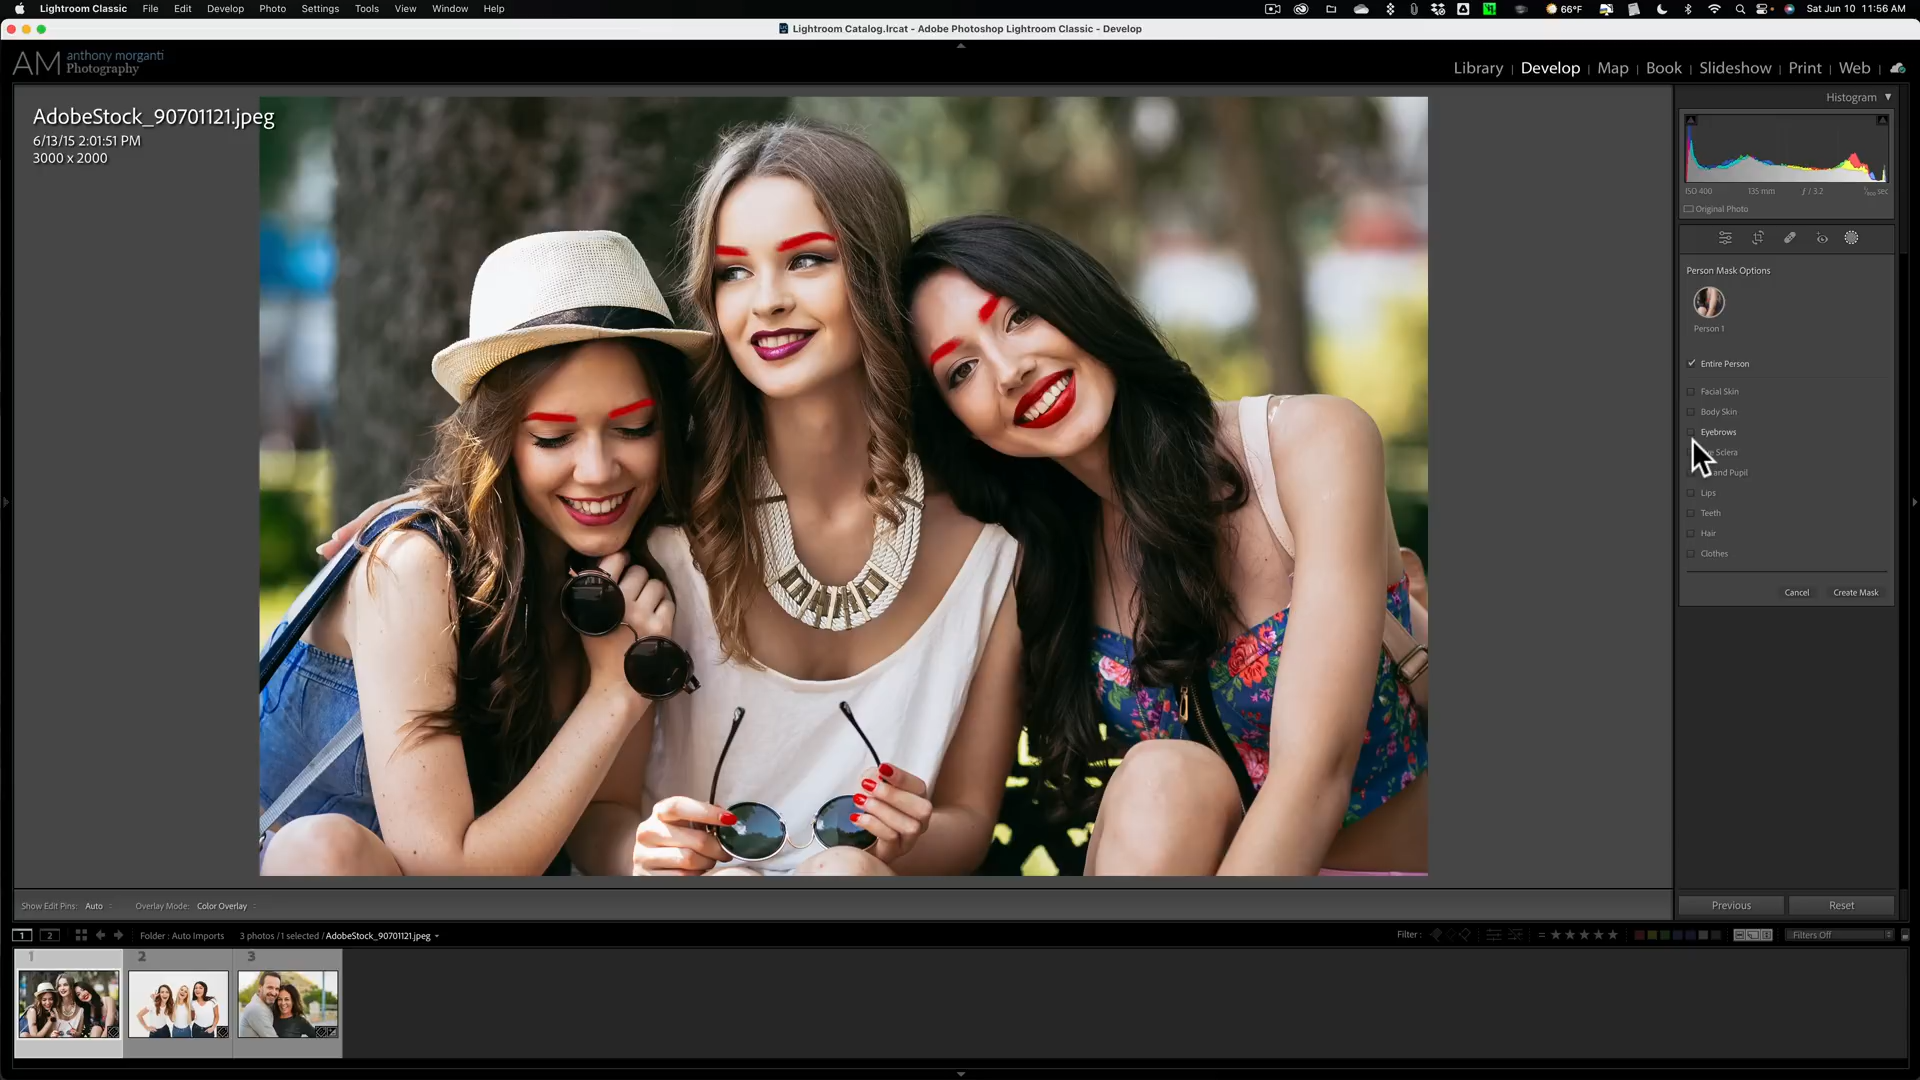 Lightroom Classic File Edit Develop Photo Settings Tools View Window Help
66°F Sat Jun 10 11:56 AM
Lightroom Catalog.lrcat - Adobe Photoshop Lightroom Classic - Develop
AM anthony morganti
Photography
Library | Develop | Map | Book | Slideshow | Print | Web
AdobeStock_90701121.jpeg
6/13/15 2:01:51 PM
3000 x 2000
Histogram
ISO 400 135 mm ƒ / 3.2 sec
Original Photo
Person Mask Options
Person 1
Entire Person
Facial Skin
Body Skin
Eyebrows
Sclera
and Pupil
Lips
Teeth
Hair
Clothes
Cancel Create Mask
Show Edit Pins: Auto Overlay Mode: Color Overlay
Previous Reset
1 2 Folder : Auto Imports 3 photos / 1 selected / AdobeStock_90701121.jpeg Filter : Filters Off
1 2 3